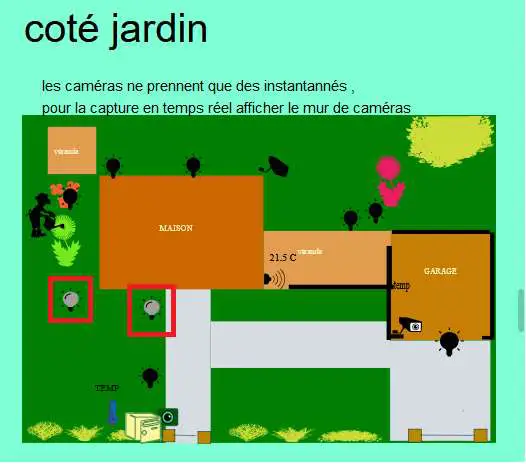 coté jardin
les caméras ne prennent que des instantannés ,
pour la capture en temps réel afficher le mur de caméras
véranda
MAISON
21.5 C
véranda
GARAGE
temp
TEMP